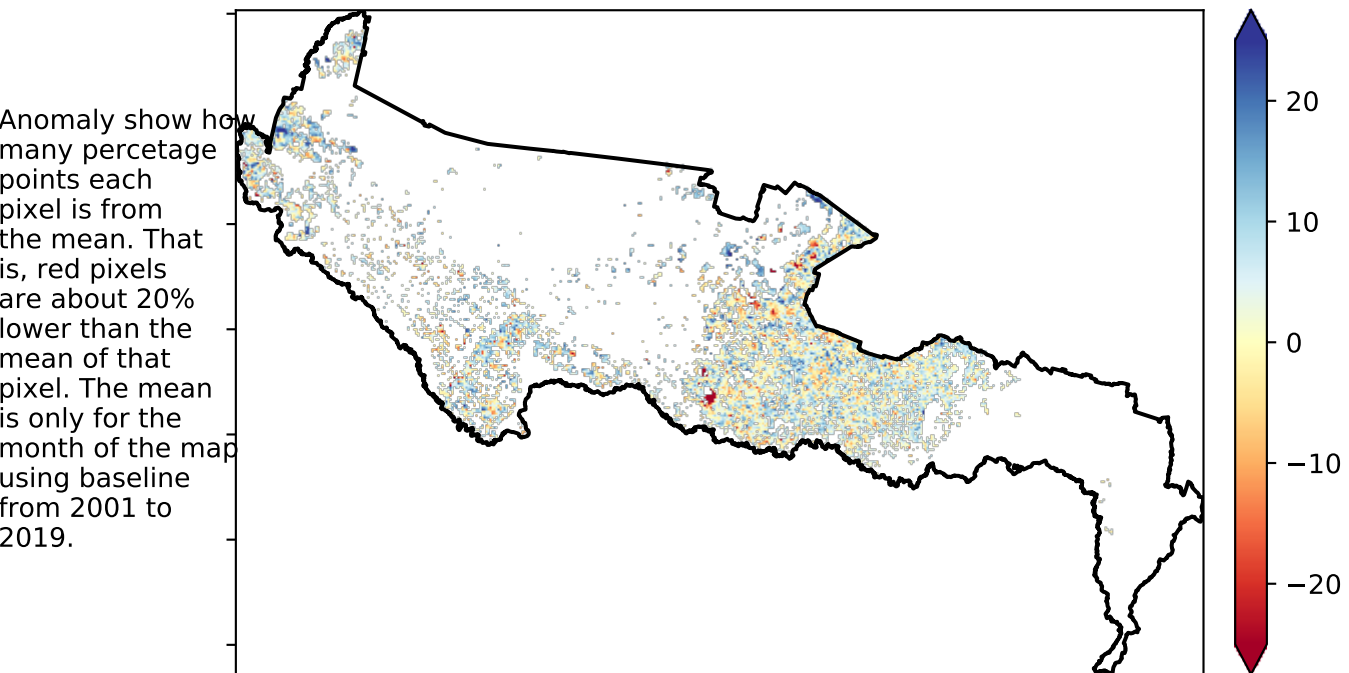 Anomaly show how
many percetage
points each
pixel is from
the mean. That
is, red pixels
are about 20%
lower than the
mean of that
pixel. The mean
is only for the
month of the map
using baseline
from 2001 to
2019.
20
10
0
−10
−20